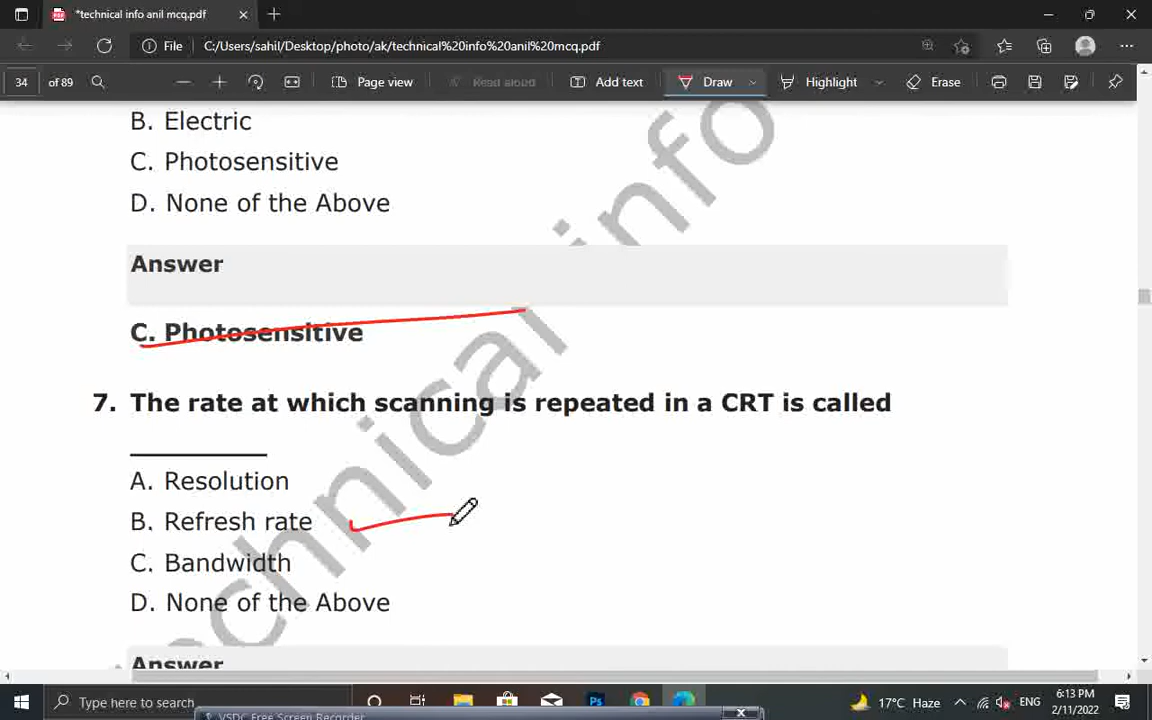 *technical info anil mcq.pdf
File C:/Users/sahil/Desktop/photo/ak/technical%20info%20anil%20mcq.pdf
34 of 89 Page view Read aloud Add text Draw Highlight Erase
B. Electric
C. Photosensitive
D. None of the Above
Answer
C. Photosensitive
7. The rate at which scanning is repeated in a CRT is called
__________
A. Resolution
B. Refresh rate
C. Bandwidth
D. None of the Above
Answer
technical info
Type here to search 17°C Haze ENG 6:13 PM
2/11/2022
VSDC Free Screen Recorder